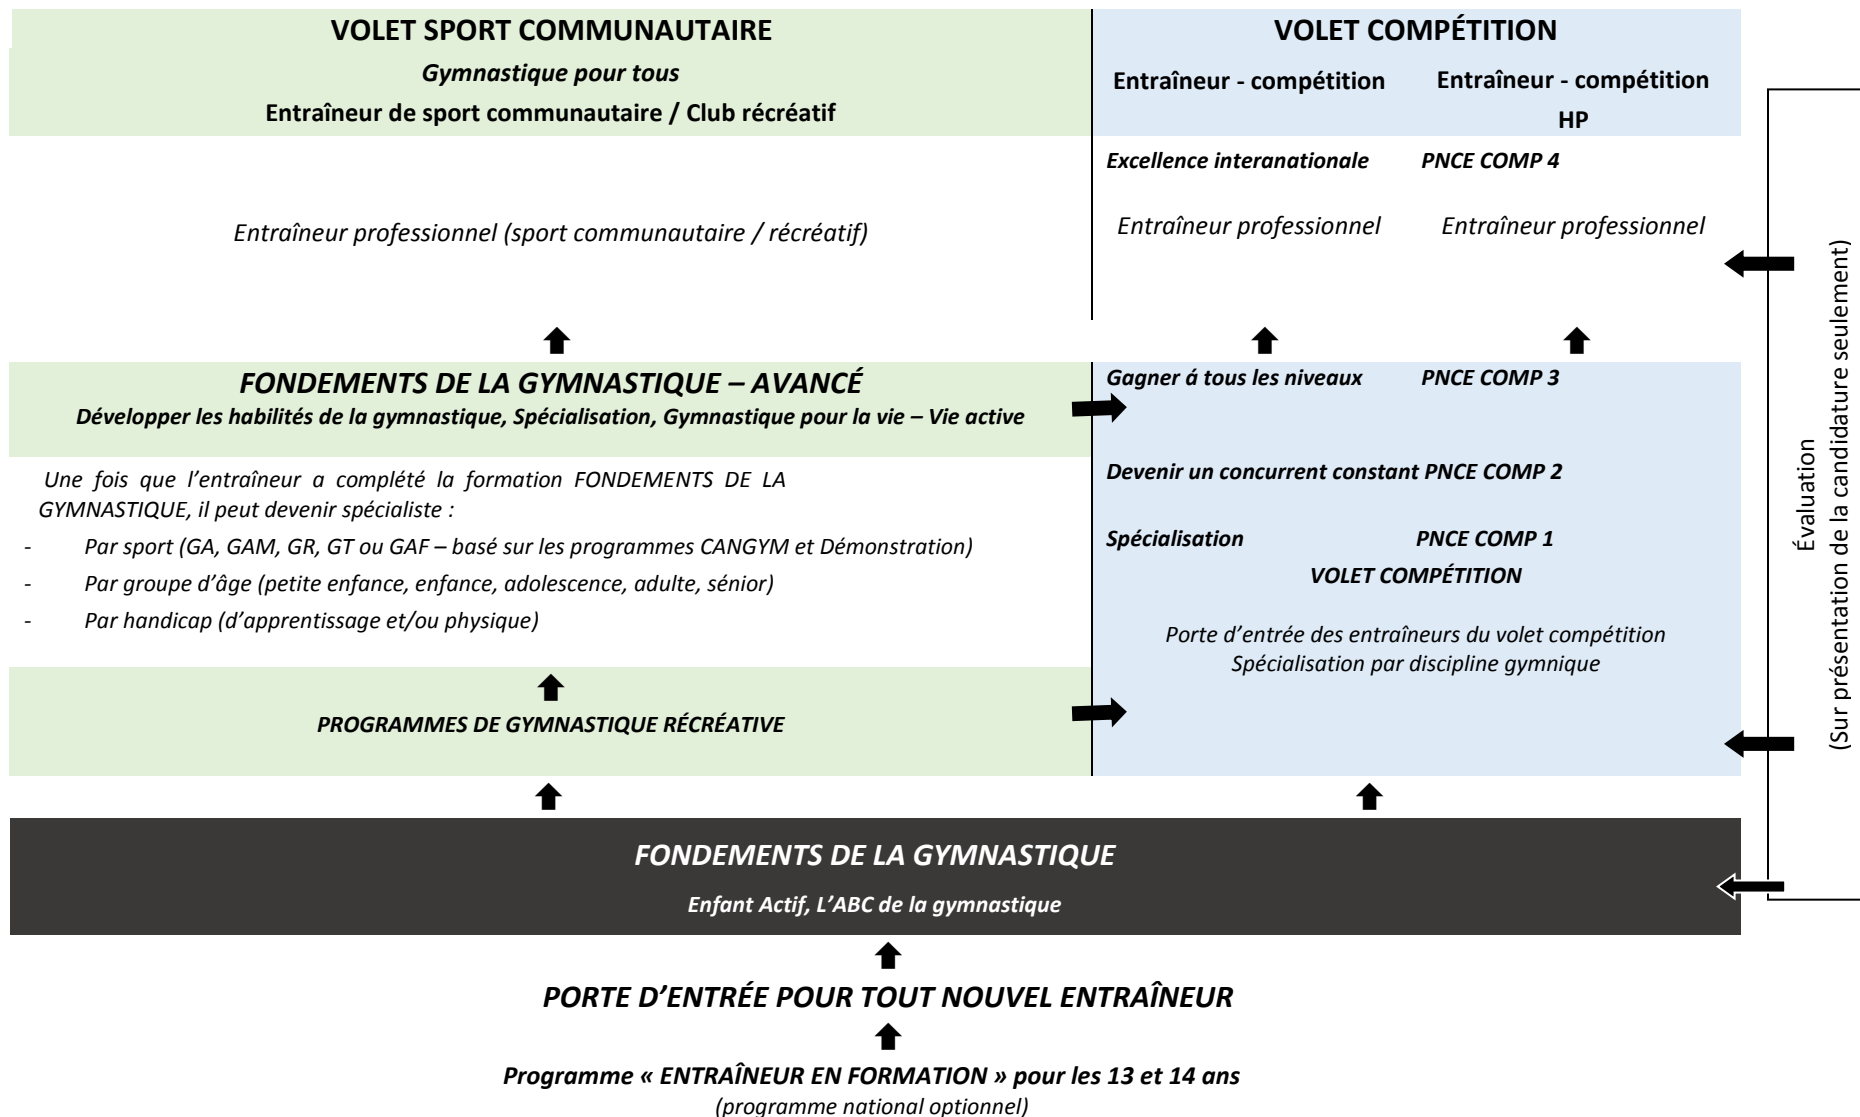 VOLET SPORT COMMUNAUTAIRE
Gymnastique pour tous
Entraîneur de sport communautaire / Club récréatif
VOLET COMPÉTITION
Entraîneur - compétition
Entraîneur - compétition
HP
Excellence interanationale PNCE COMP 4
Entraîneur professionnel (sport communautaire / récréatif)
Entraîneur professionnel
Entraîneur professionnel
FONDEMENTS DE LA GYMNASTIQUE – AVANCÉ
Développer les habilités de la gymnastique, Spécialisation, Gymnastique pour la vie – Vie active
Une fois que l’entraîneur a complété la formation FONDEMENTS DE LA
GYMNASTIQUE, il peut devenir spécialiste :
- Par sport (GA, GAM, GR, GT ou GAF – basé sur les programmes CANGYM et Démonstration)
- Par groupe d’âge (petite enfance, enfance, adolescence, adulte, sénior)
- Par handicap (d’apprentissage et/ou physique)
PROGRAMMES DE GYMNASTIQUE RÉCRÉATIVE
Gagner á tous les niveaux PNCE COMP 3
Devenir un concurrent constant PNCE COMP 2
Spécialisation PNCE COMP 1
VOLET COMPÉTITION
Porte d’entrée des entraîneurs du volet compétition
Spécialisation par discipline gymnique
Évaluation
(Sur présentation de la candidature seulement)
FONDEMENTS DE LA GYMNASTIQUE
Enfant Actif, L’ABC de la gymnastique
PORTE D’ENTRÉE POUR TOUT NOUVEL ENTRAÎNEUR
Programme « ENTRAÎNEUR EN FORMATION » pour les 13 et 14 ans
(programme national optionnel)